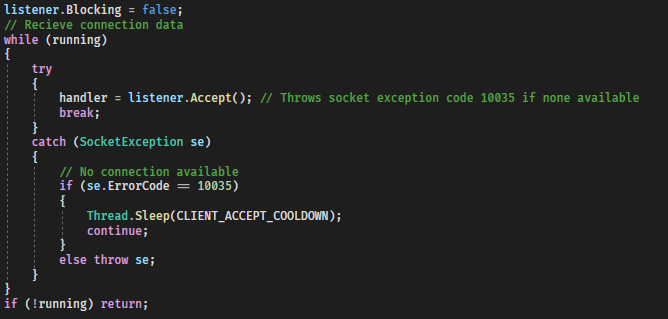 listener.Blocking = false;
// Recieve connection data
while (running)
{
    try
    {
        handler = listener.Accept(); // Throws socket exception code 10035 if none available
        break;
    }
    catch (SocketException se)
    {
        // No connection available
        if (se.ErrorCode == 10035)
        {
            Thread.Sleep(CLIENT_ACCEPT_COOLDOWN);
            continue;
        }
        else throw se;
    }
}
if (!running) return;